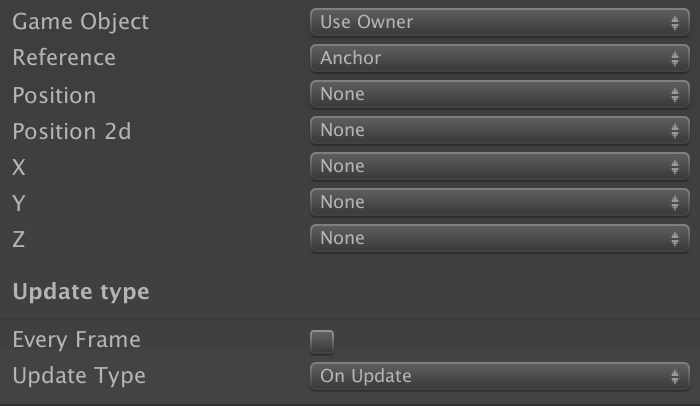 Game Object Use Owner
Reference Anchor
Position None
Position 2d None
X None
Y None
Z None
Update type
Every Frame
Update Type On Update